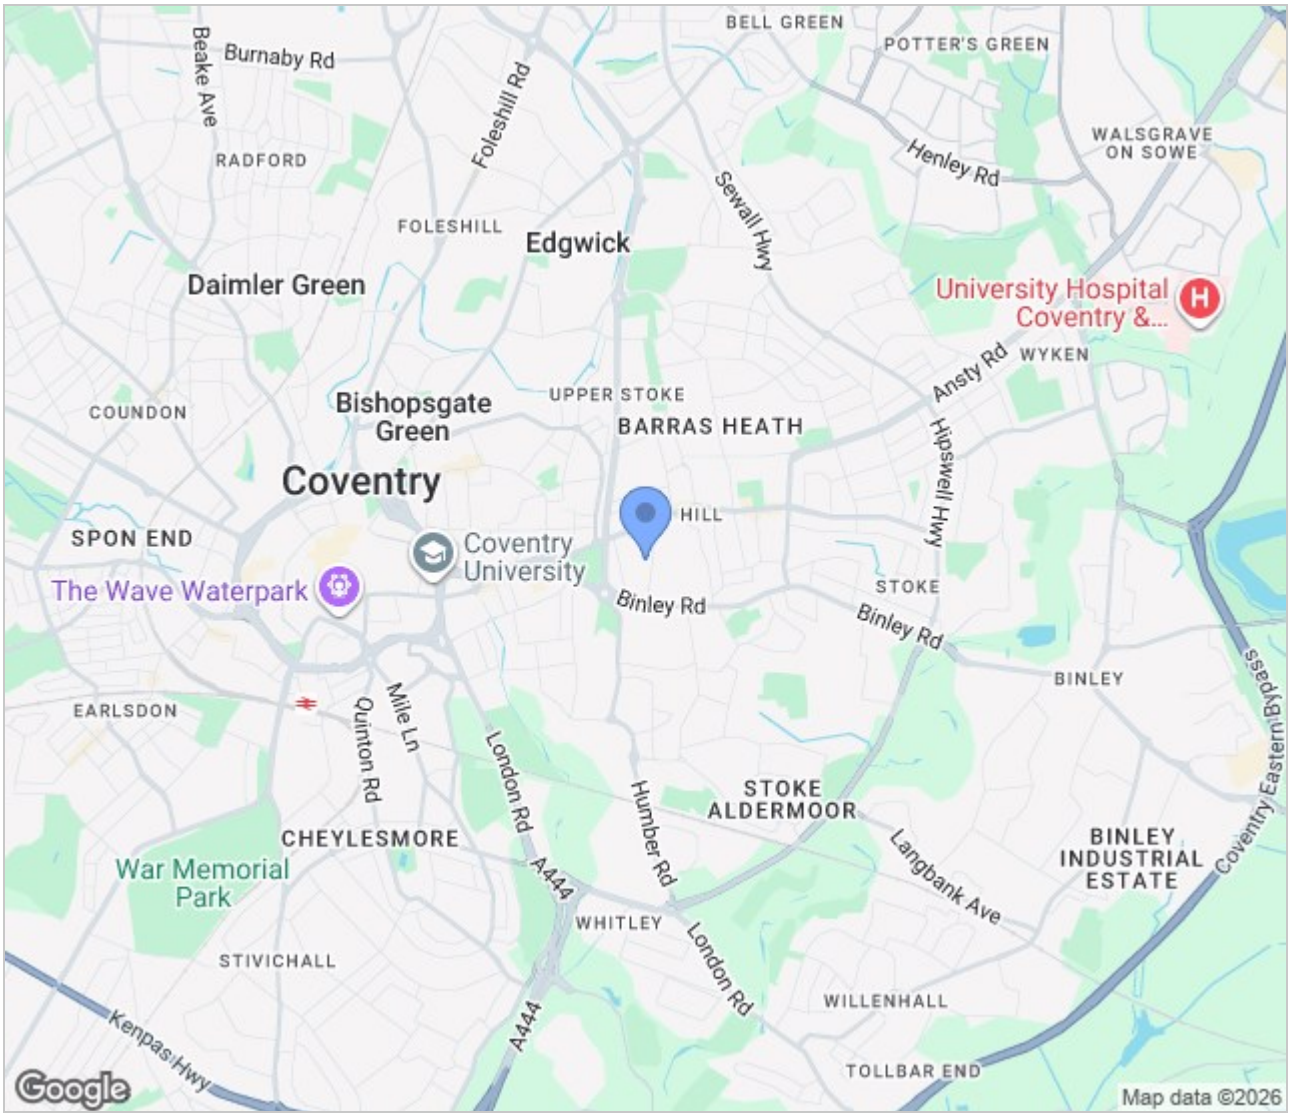 BELL GREEN
POTTER'S GREEN
Burnaby Rd
Beake Ave
Foleshill Rd
WALSGRAVE
ON SOWE
Henley Rd
RADFORD
Sewall Hwy
FOLESHILL
Edgwick
Daimler Green
University Hospital
Coventry &...
H
WYKEN
Ansty Rd
UPPER STOKE
Bishopsgate
Green
COUNDON
BARRAS HEATH
Hipswell Hwy
Coventry
HILL
SPON END
Coventry
University
The Wave Waterpark
STOKE
Binley Rd
Binley Rd
BINLEY
Coventry Eastern Bypass
EARLSDON
Mile Ln
Quinton Rd
London Rd
STOKE
ALDERMOOR
Humber Rd
CHEYLESMORE
BINLEY
INDUSTRIAL
ESTATE
Langbank Ave
War Memorial
Park
A444
WHITLEY
London Rd
STIVICHALL
WILLENHALL
A444
Kenpas Hwy
TOLLBAR END
Google
Map data ©2026